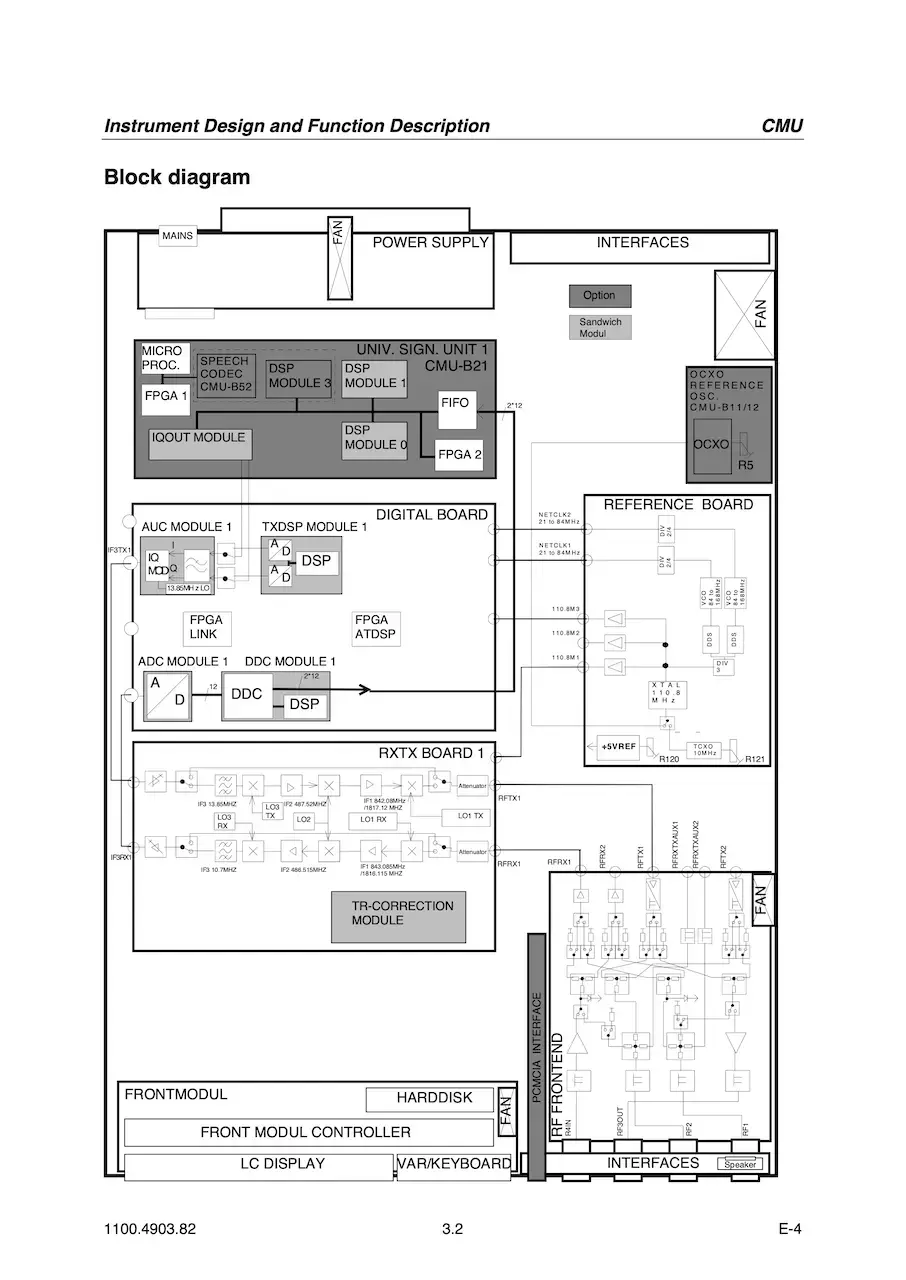 Instrument Design and Function Description
CMU
Block diagram
MAINS
FAN
POWER SUPPLY
INTERFACES
Option
Sandwich
Modul
FAN
MICRO
PROC.
FPGA 1
SPEECH
CODEC
CMU-B52
DSP
MODULE 3
UNIV. SIGN. UNIT 1
CMU-B21
DSP
MODULE 1
FIFO
2*12
IQOUT MODULE
DSP
MODULE 0
FPGA 2
OCXO
REFERENCE
OSC.
CMU-B11/12
OCXO
R5
DIGITAL BOARD
AUC MODULE 1
TXDSP MODULE 1
IF3TX1
IQ
MOD
I
Q
13.85MHz LO
A
D
A
D
DSP
FPGA
LINK
FPGA
ATDSP
ADC MODULE 1
DDC MODULE 1
A
D
12
DDC
2*12
DSP
REFERENCE BOARD
NETCLK2
21 to 84MHz
NETCLK1
21 to 84MHz
DIV
2/4
DIV
2/4
VCO
84 to
168MHz
VCO
84 to
168MHz
110.8M3
110.8M2
110.8M1
DDS
DDS
DIV
3
XTAL
110.8
MHz
+5VREF
R120
TCXO
10MHz
R121
RXTX BOARD 1
Attenuator
IF3 13.85MHZ
LO3
TX
IF2 487.52MHZ
IF1 842.08MHz
/1817.12 MHZ
LO3
RX
LO2
LO1 RX
LO1 TX
RFTX1
IF3RX1
IF3 10.7MHZ
IF2 486.515MHZ
IF1 843.085MHz
/1816.115 MHZ
Attenuator
RFRX1
TR-CORRECTION
MODULE
RFRX1
RFRX2
RFTX1
RFRXTXAUX1
RFRXTXAUX2
RFTX2
FAN
PCMCIA INTERFACE
RF FRONTEND
R4IN
RF3OUT
RF2
RF1
FRONTMODUL
HARDDISK
FAN
FRONT MODUL CONTROLLER
LC DISPLAY
VAR/KEYBOARD
INTERFACES
Speaker
1100.4903.82
3.2
E-4